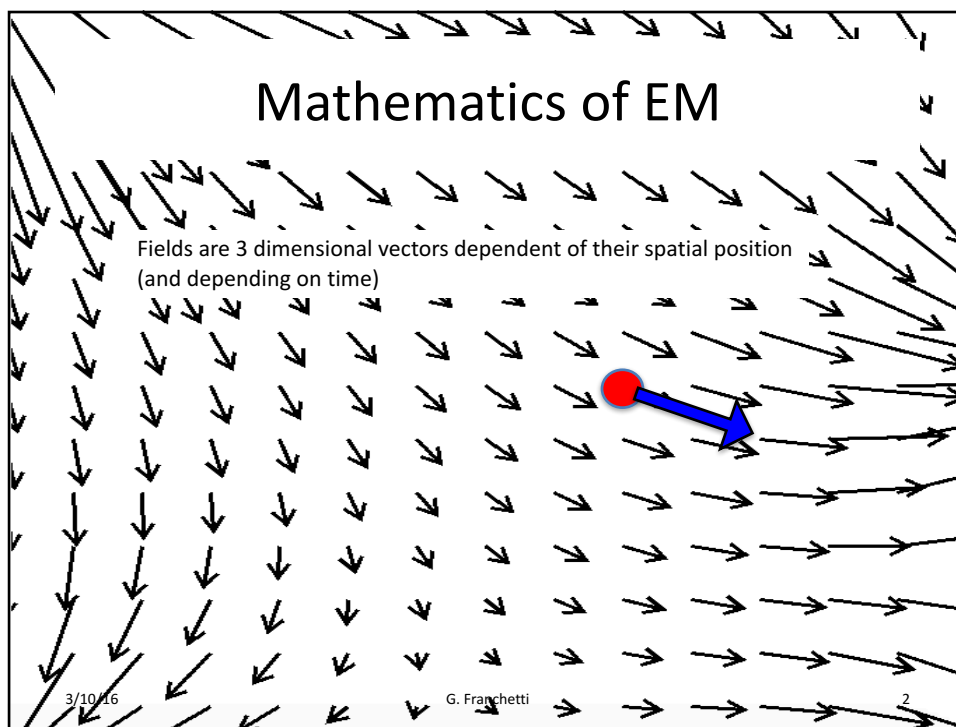 Mathematics of EM
Fields are 3 dimensional vectors dependent of their spatial position
(and depending on time)
3/10/16
G. Franchetti
2